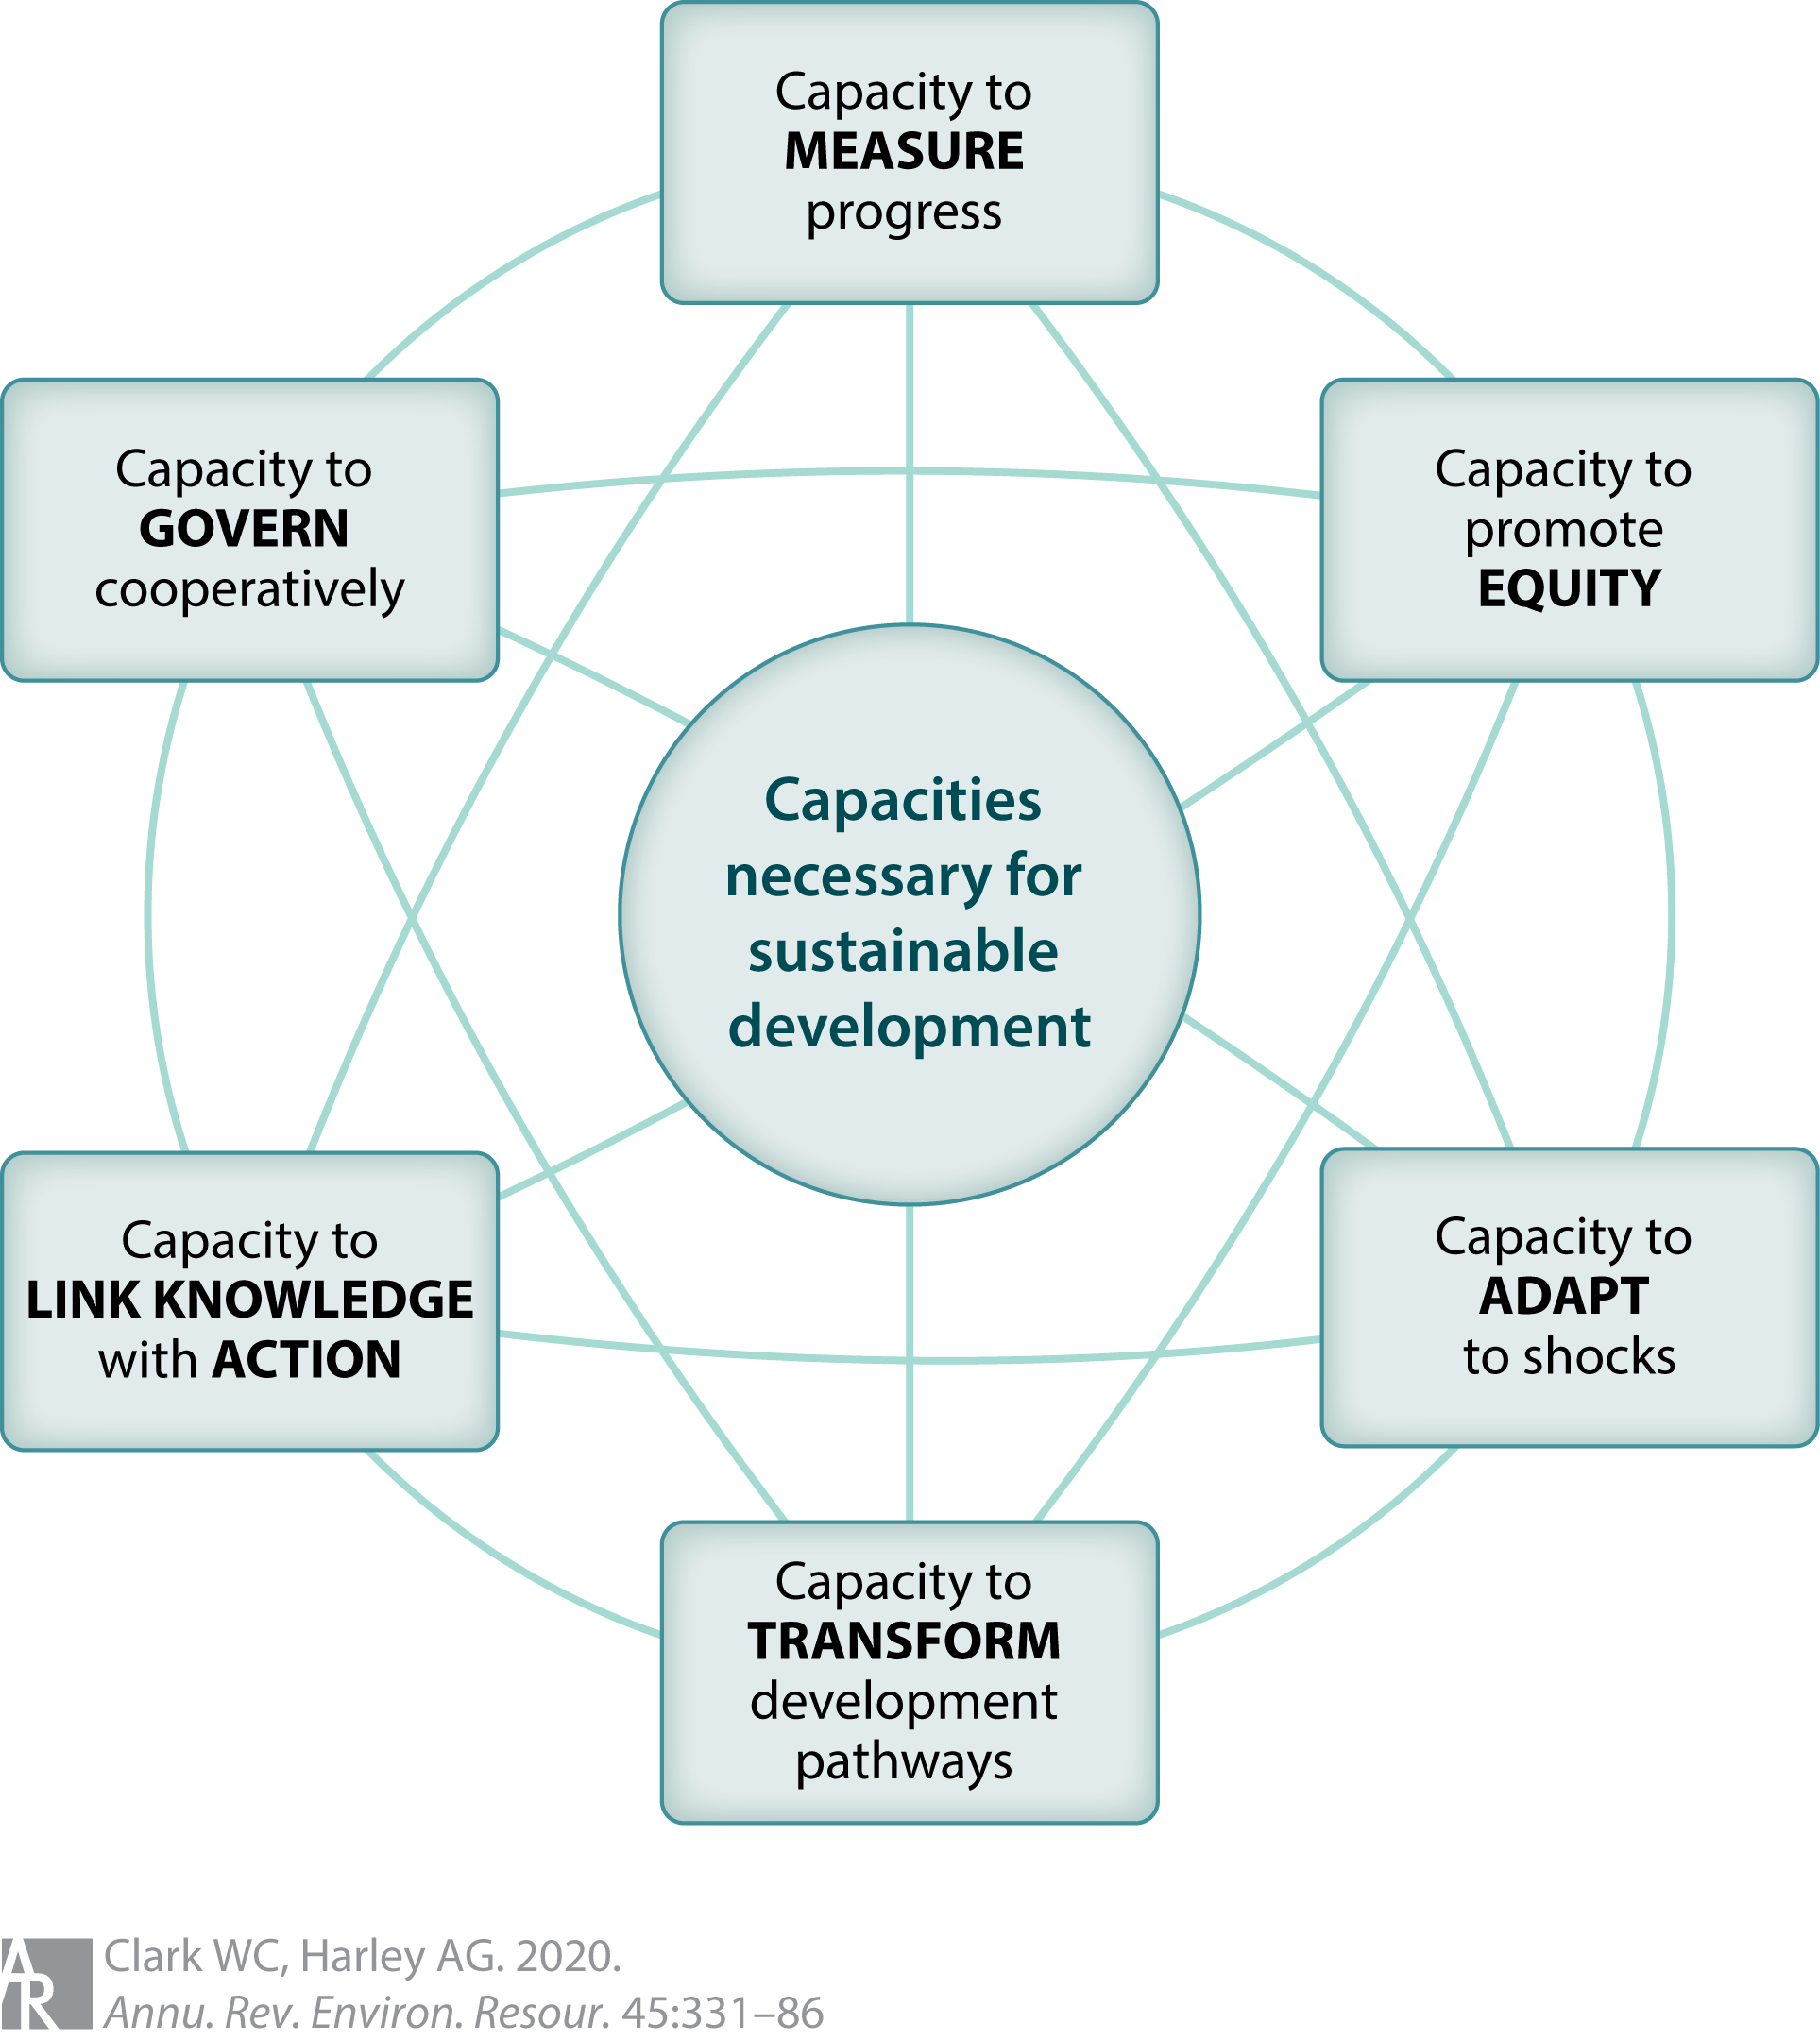 Capacity to
MEASURE
progress
Capacity to
GOVERN
cooperatively
Capacity to
promote
EQUITY
Capacities
necessary for
sustainable
development
Capacity to
LINK KNOWLEDGE
with ACTION
Capacity to
ADAPT
to shocks
Capacity to
TRANSFORM
development
pathways
AR
Clark WC, Harley AG. 2020.
Annu. Rev. Environ. Resour. 45:331–86